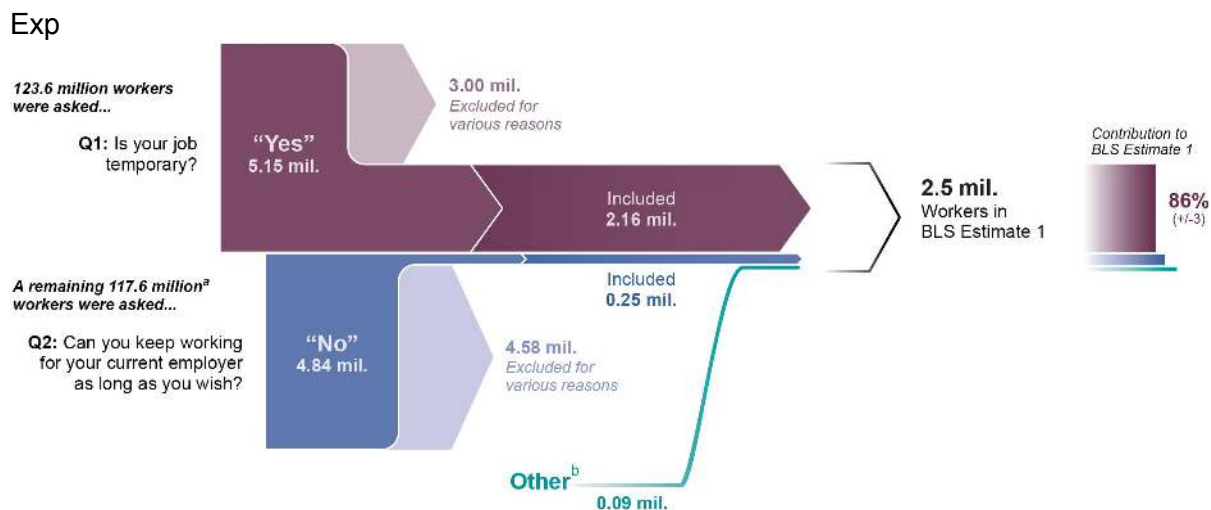 Exp
123.6 million workers
were asked...
Q1: Is your job
temporary?
“Yes”
5.15 mil.
3.00 mil.
Excluded for
various reasons
Included
2.16 mil.
2.5 mil.
Workers in
BLS Estimate 1
Contribution to
BLS Estimate 1
86%
(+/-3)
A remaining 117.6 millionᵃ
workers were asked...
Q2: Can you keep working
for your current employer
as long as you wish?
“No”
4.84 mil.
Included
0.25 mil.
4.58 mil.
Excluded for
various reasons
Otherᵇ
0.09 mil.